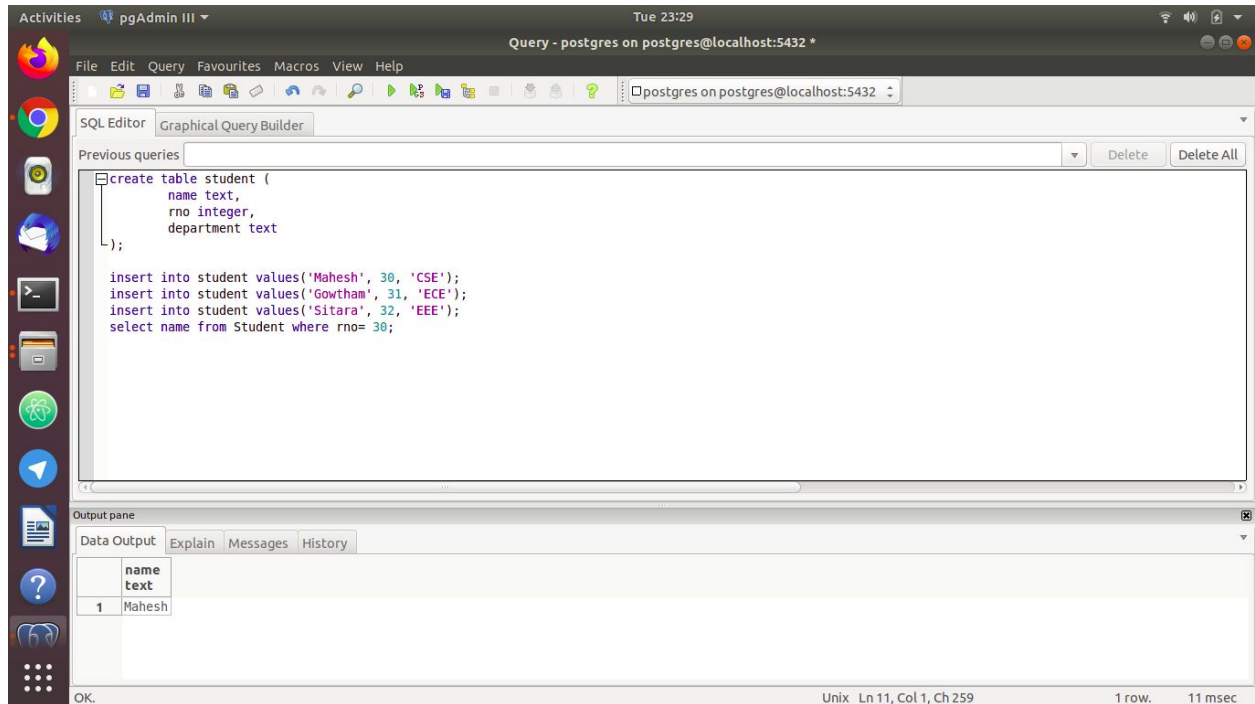 Activities pgAdmin III Tue 23:29
Query - postgres on postgres@localhost:5432 *
File Edit Query Favourites Macros View Help
postgres on postgres@localhost:5432
SQL Editor Graphical Query Builder
Previous queries Delete Delete All
create table student (
name text,
rno integer,
department text
);
insert into student values('Mahesh', 30, 'CSE');
insert into student values('Gowtham', 31, 'ECE');
insert into student values('Sitara', 32, 'EEE');
select name from Student where rno= 30;
Output pane
Data Output Explain Messages History
name
text
1 Mahesh
OK. Unix Ln 11, Col 1, Ch 259 1 row. 11 msec